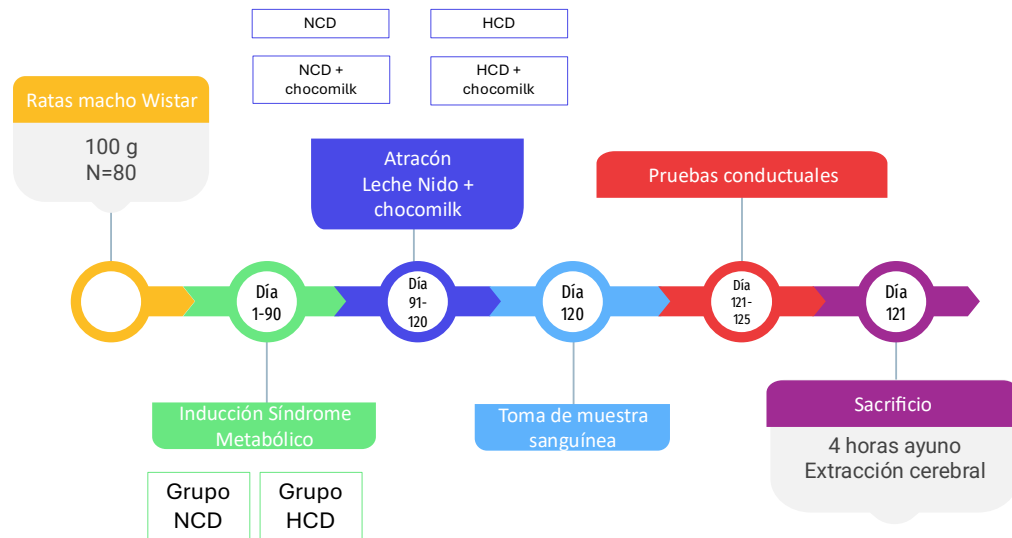 NCD
HCD
NCD +
chocomilk
HCD +
chocomilk
Ratas macho Wistar
100 g
N=80
Atracón
Leche Nido +
chocomilk
Pruebas conductuales
Día
1-90
Día
91-
120
Día
120
Día
121-
125
Día
121
Inducción Síndrome
Metabólico
Toma de muestra
sanguínea
Sacrificio
4 horas ayuno
Extracción cerebral
Grupo
NCD
Grupo
HCD